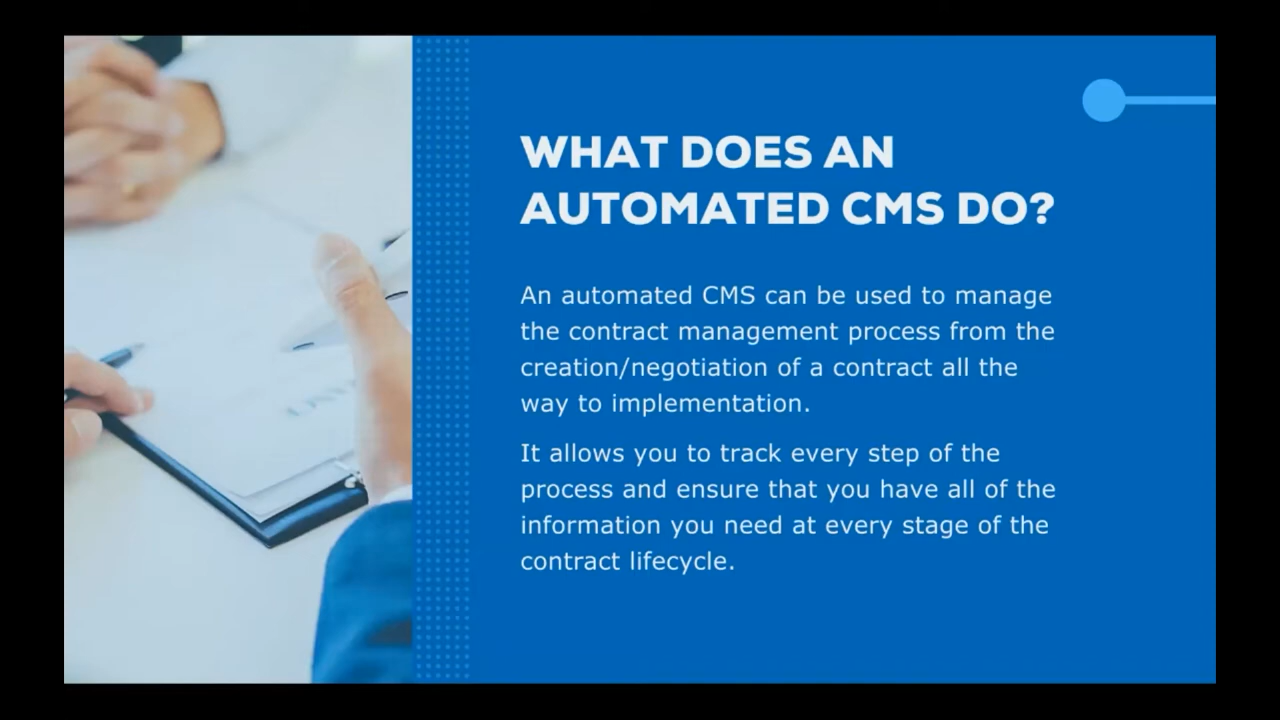 WHAT DOES AN
AUTOMATED CMS DO?
An automated CMS can be used to manage
the contract management process from the
creation/negotiation of a contract all the
way to implementation.
It allows you to track every step of the
process and ensure that you have all of the
information you need at every stage of the
contract lifecycle.